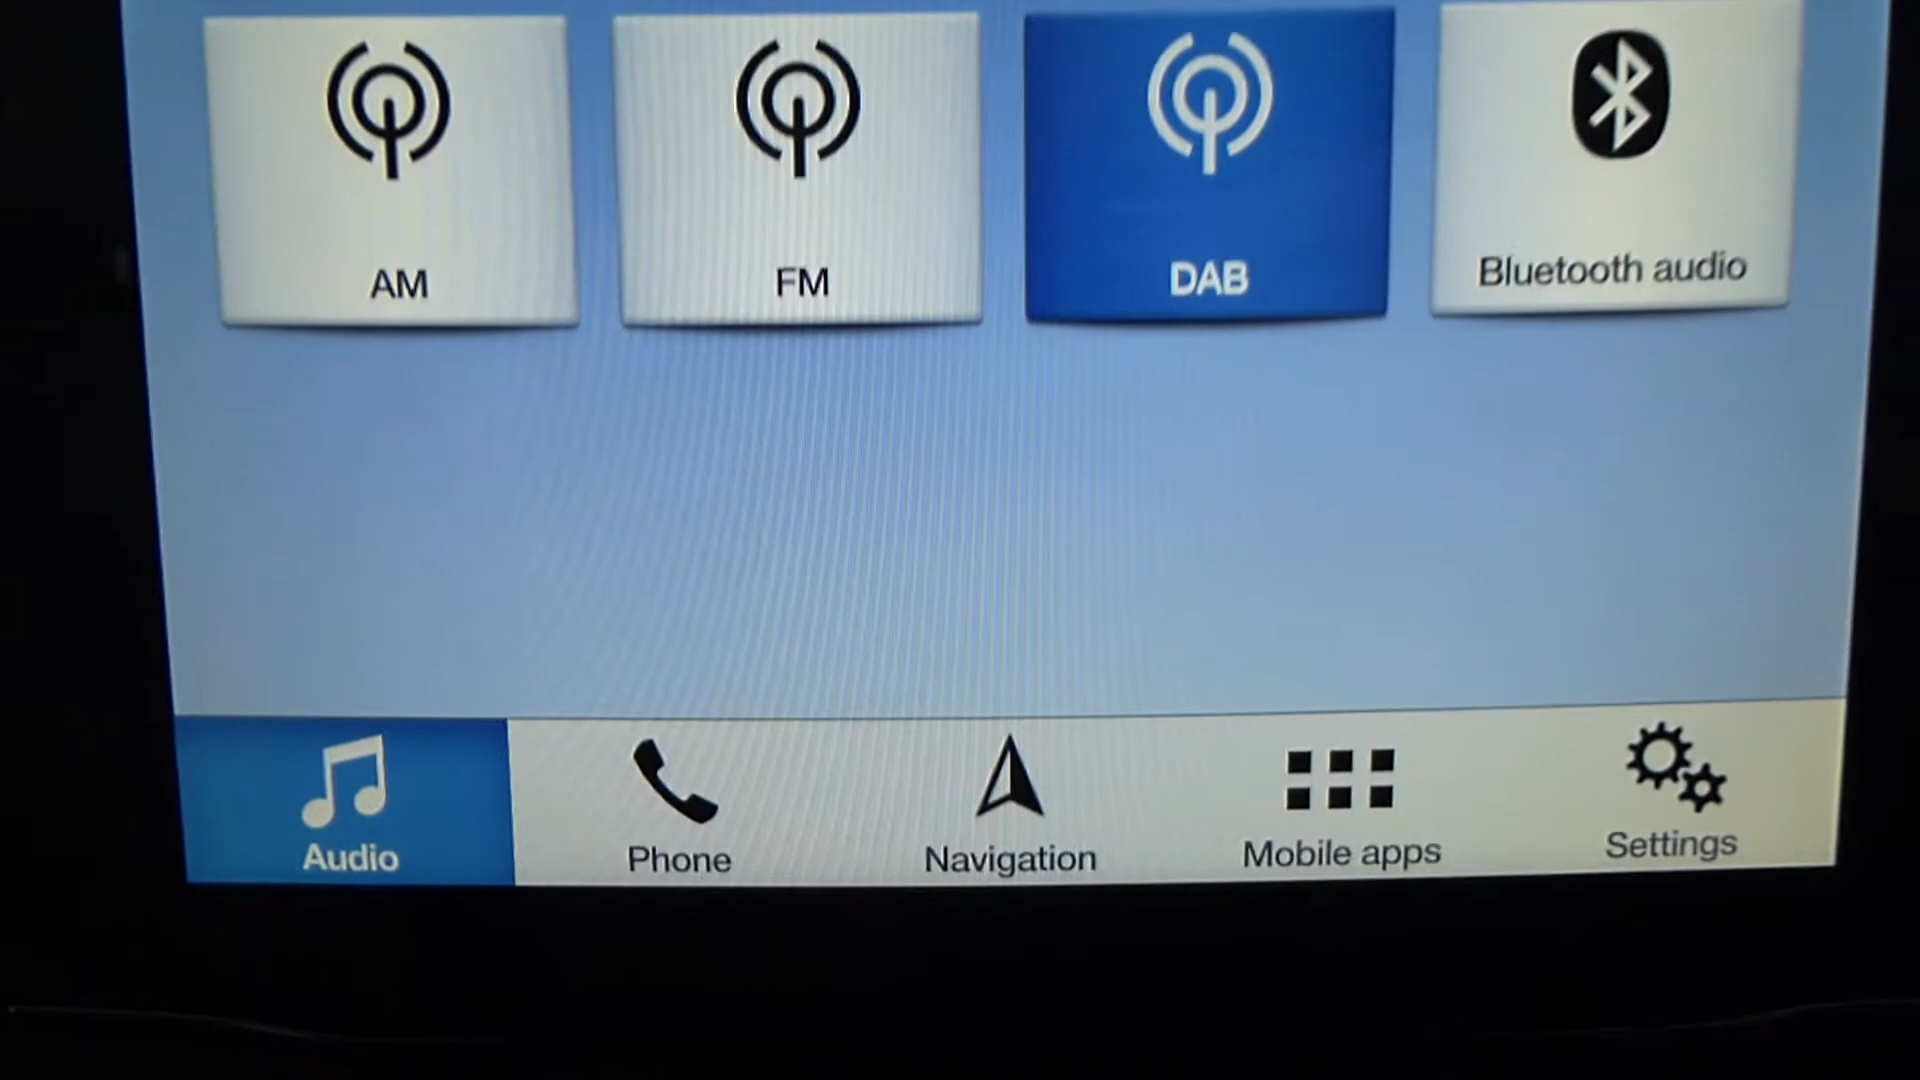 AM
FM
DAB
Bluetooth audio
Audio
Phone
Navigation
Mobile apps
Settings